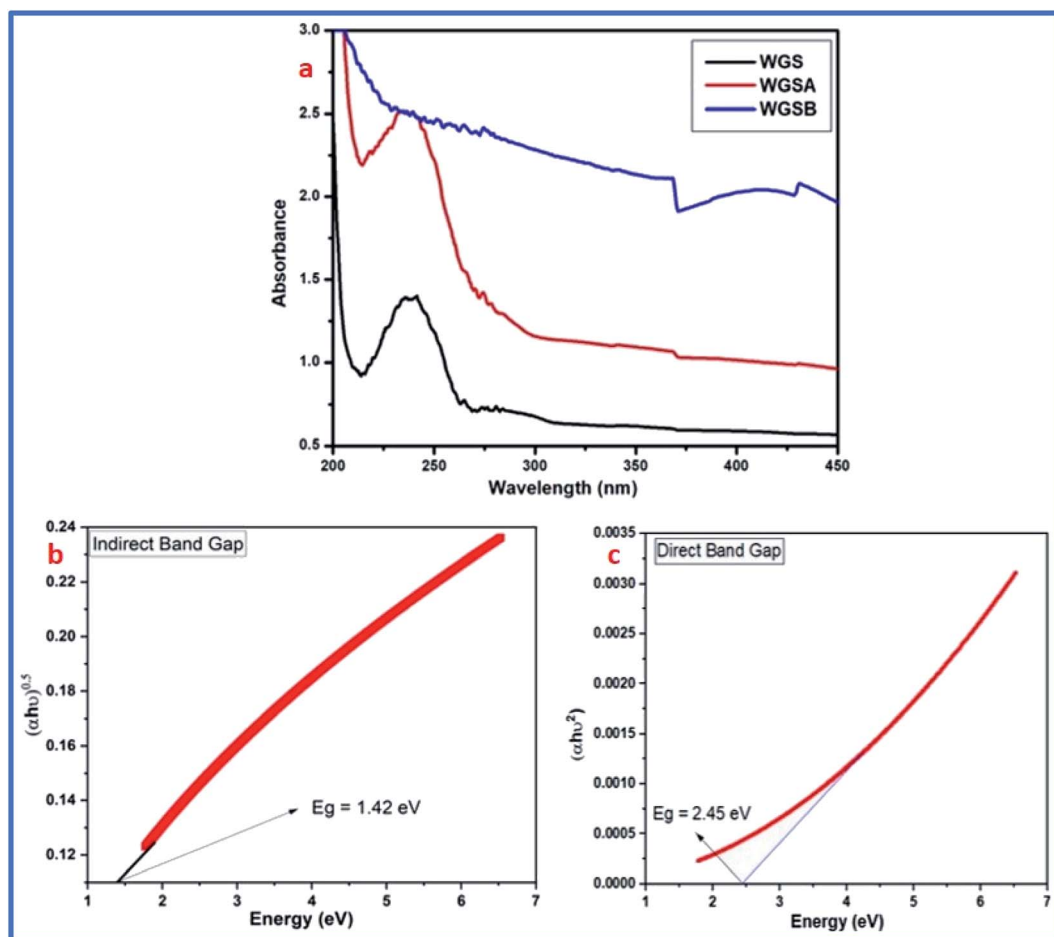 a
WGS
WGSA
WGSB
3.0
2.5
2.0
1.5
1.0
0.5
Absorbance
200 250 300 350 400 450
Wavelength (nm)
b
Indirect Band Gap
0.24
0.22
0.20
0.18
0.16
0.14
0.12
(αhυ)^0.5
Eg = 1.42 eV
1 2 3 4 5 6 7
Energy (eV)
c
Direct Band Gap
0.0035
0.0030
0.0025
0.0020
0.0015
0.0010
0.0005
0.0000
(αhυ²)
Eg = 2.45 eV
1 2 3 4 5 6 7
Energy (eV)